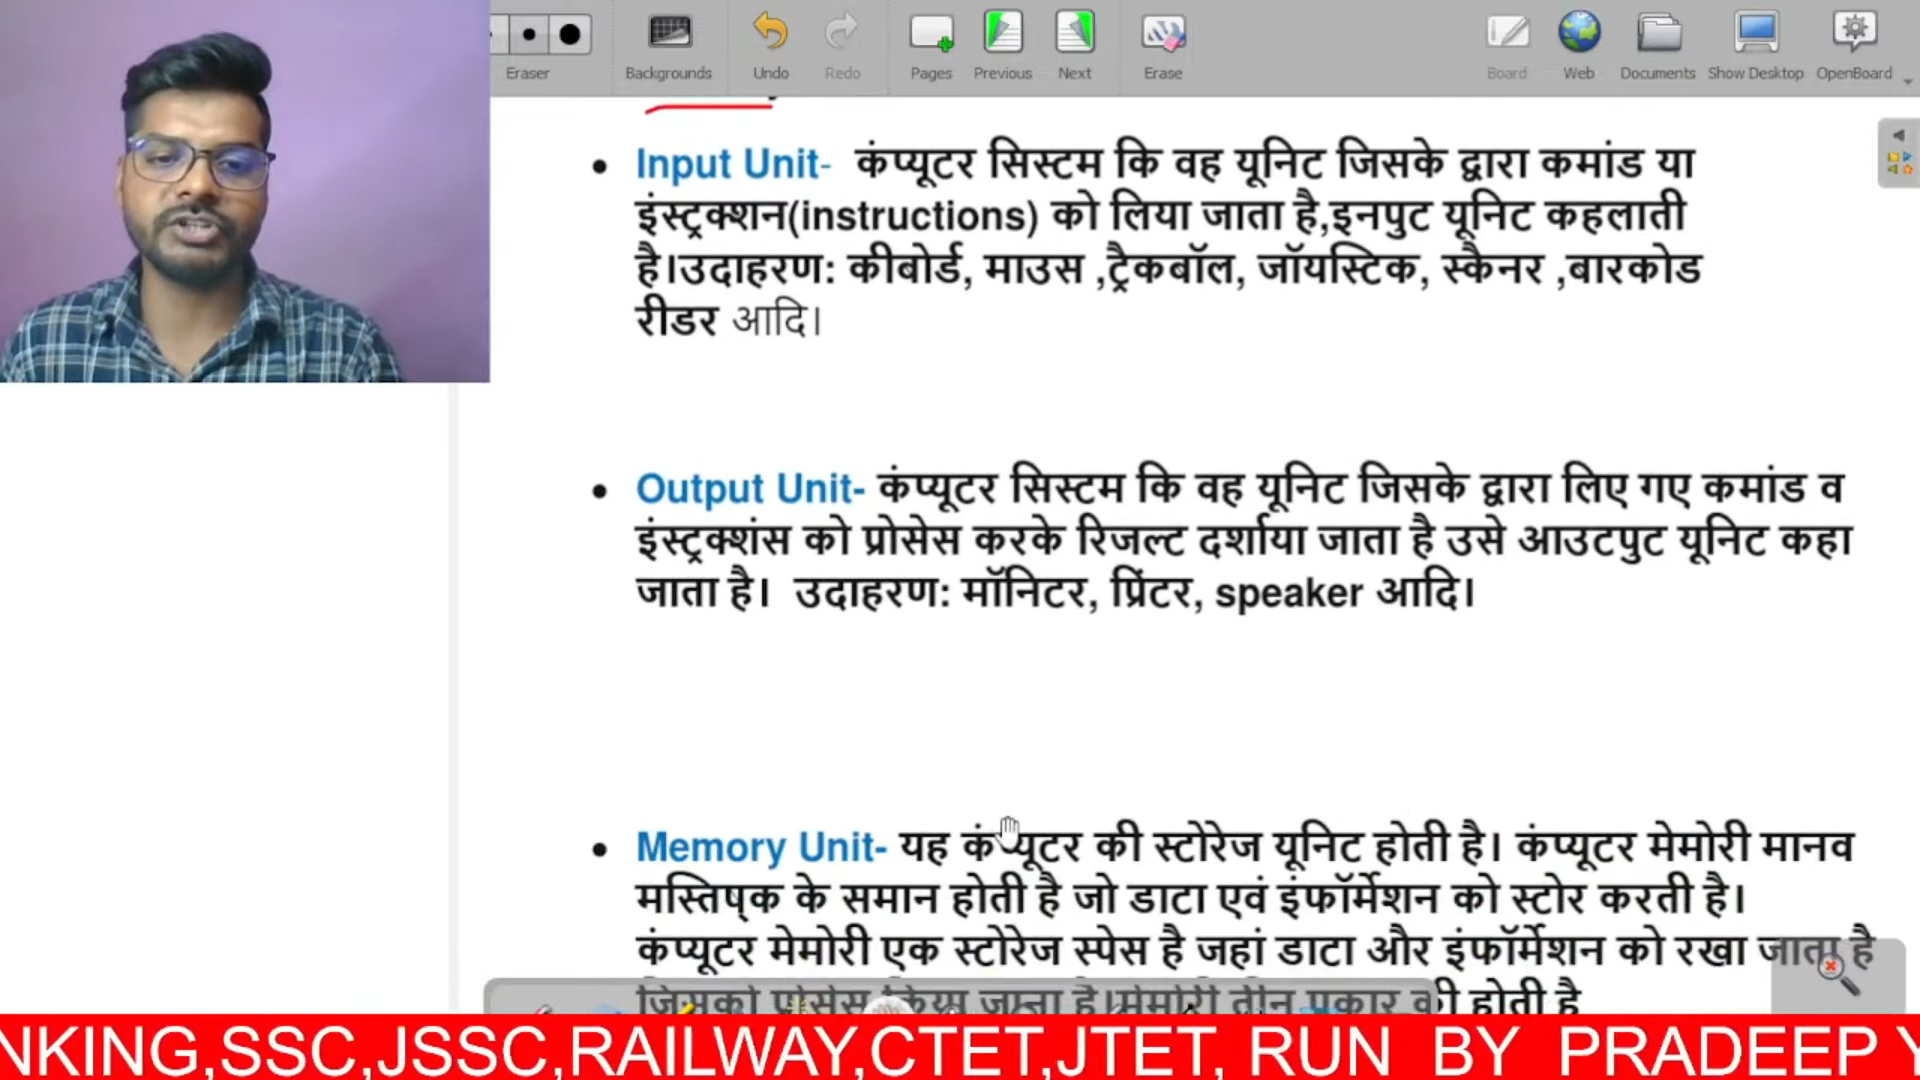 Eraser
Backgrounds
Undo
Redo
Pages
Previous
Next
Erase
Board
Web
Documents
Show Desktop
OpenBoard
Input Unit- कंप्यूटर सिस्टम कि वह यूनिट जिसके द्वारा कमांड या
इंस्ट्रक्शन(instructions) को लिया जाता है,इनपुट यूनिट कहलाती
है।उदाहरण: कीबोर्ड, माउस ,ट्रैकबॉल, जॉयस्टिक, स्कैनर ,बारकोड
रीडर आदि।
Output Unit- कंप्यूटर सिस्टम कि वह यूनिट जिसके द्वारा लिए गए कमांड व
इंस्ट्रक्शंस को प्रोसेस करके रिजल्ट दर्शाया जाता है उसे आउटपुट यूनिट कहा
जाता है। उदाहरण: मॉनिटर, प्रिंटर, speaker आदि।
Memory Unit- यह कंप्यूटर की स्टोरेज यूनिट होती है। कंप्यूटर मेमोरी मानव
मस्तिष्क के समान होती है जो डाटा एवं इंफॉर्मेशन को स्टोर करती है।
कंप्यूटर मेमोरी एक स्टोरेज स्पेस है जहां डाटा और इंफॉर्मेशन को रखा जाता है
जिसको प्रोसेस किया जाता है।मेमोरी तीन प्रकार की होती है
NKING,SSC,JSSC,RAILWAY,CTET,JTET, RUN BY PRADEEP Y